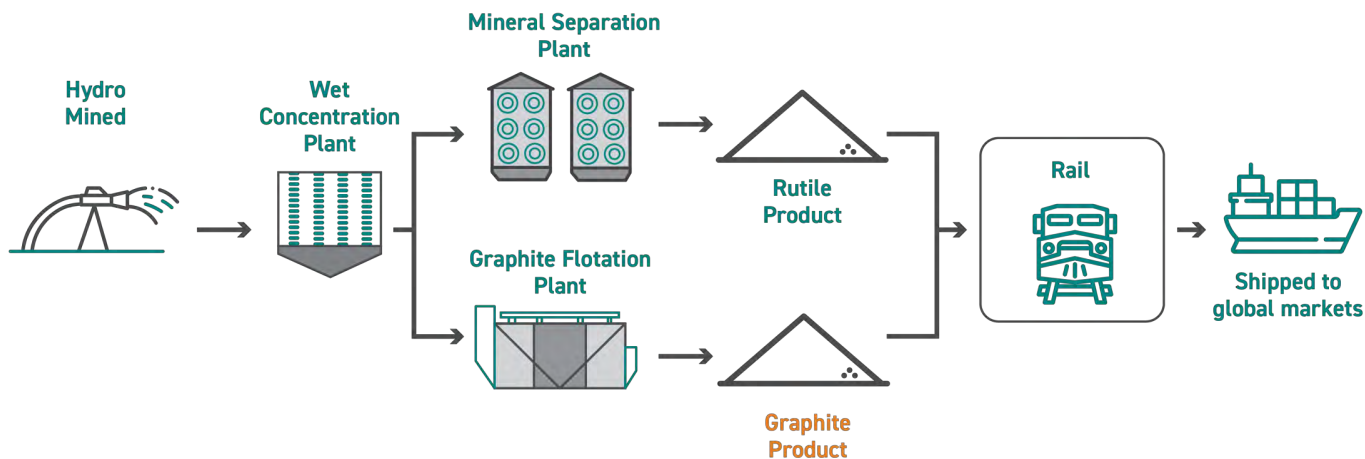 Hydro
Mined
Wet
Concentration
Plant
Mineral Separation
Plant
Rutile
Product
Graphite Flotation
Plant
Graphite
Product
Rail
Shipped to
global markets